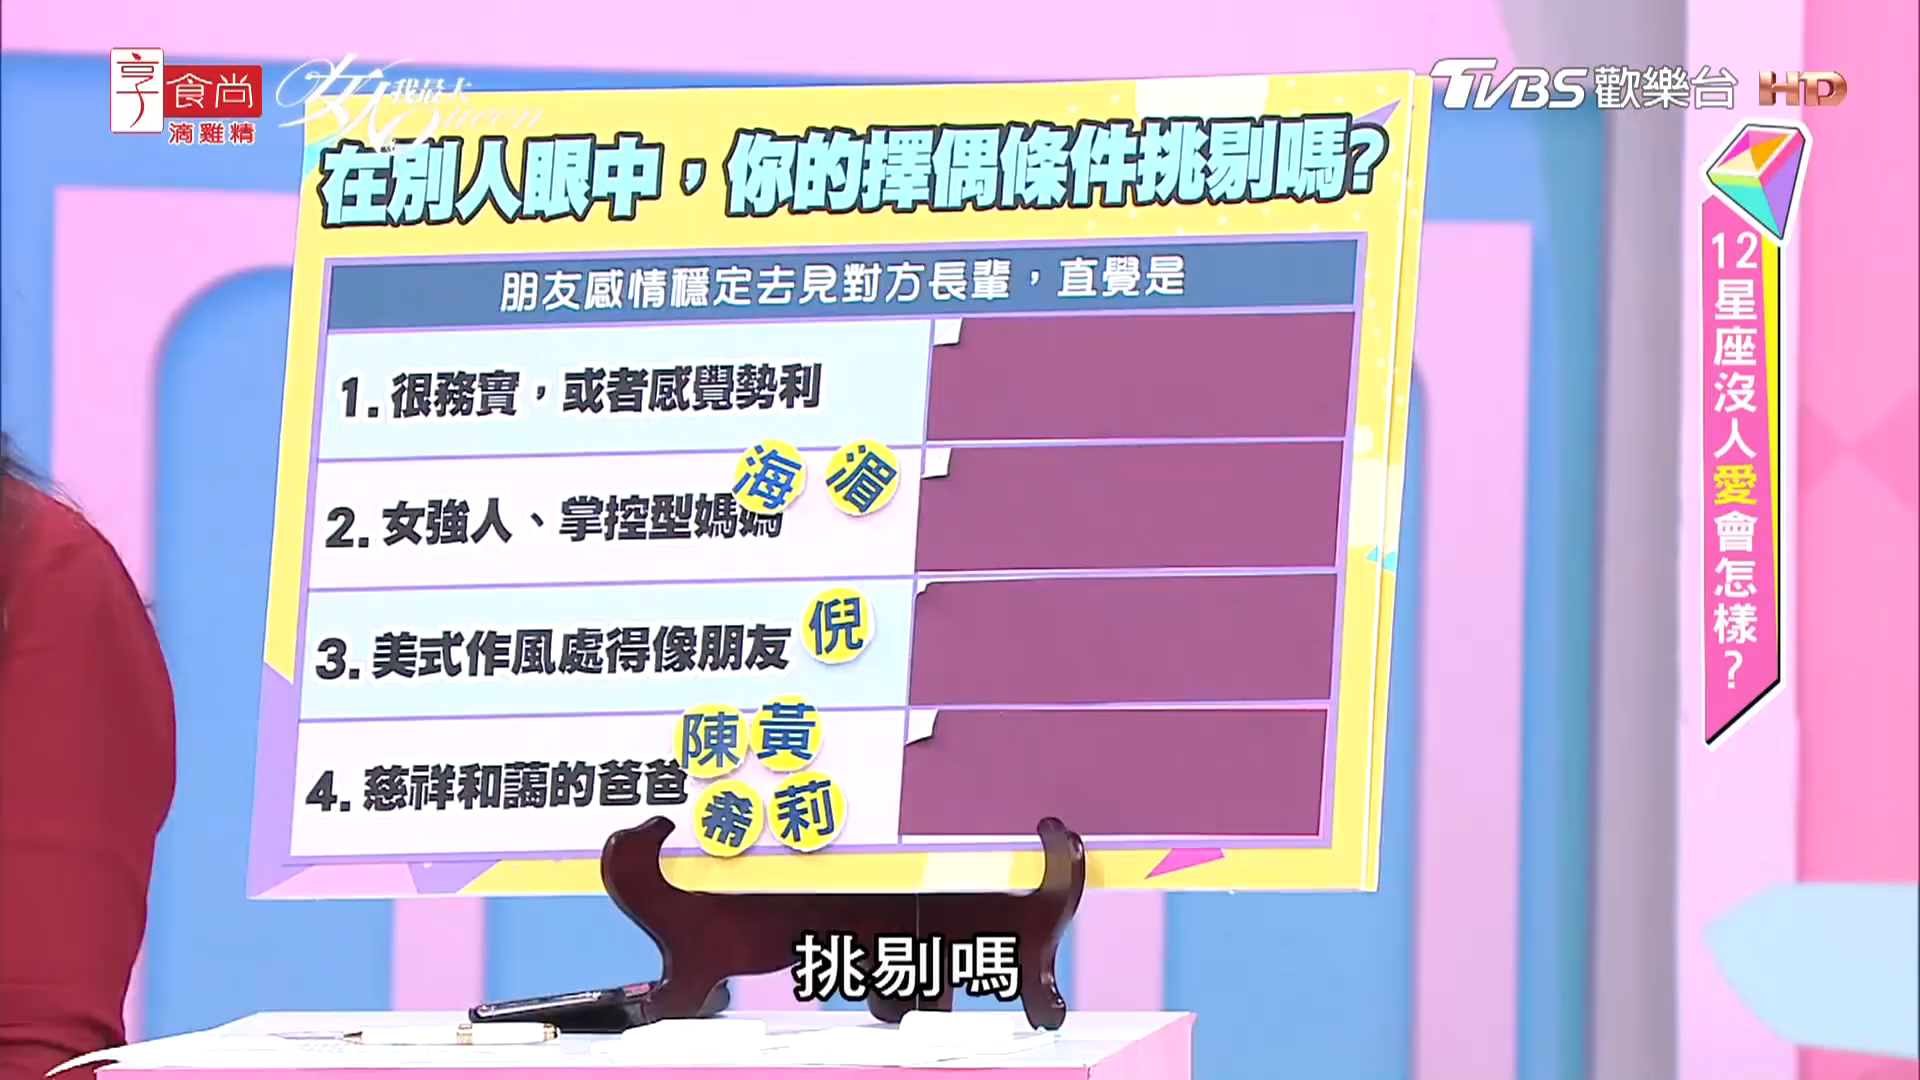 享
食尚
滴雞精
女人我最大
Queen
TVBS歡樂台 HD
在別人眼中，你的擇偶條件挑剔嗎?
朋友感情穩定去見對方長輩，直覺是
1. 很務實，或者感覺勢利
海 湄
2. 女強人、掌控型媽媽
倪
3. 美式作風處得像朋友
陳 黃
4. 慈祥和藹的爸爸
希 莉
12星座沒人愛會怎樣？
挑剔嗎